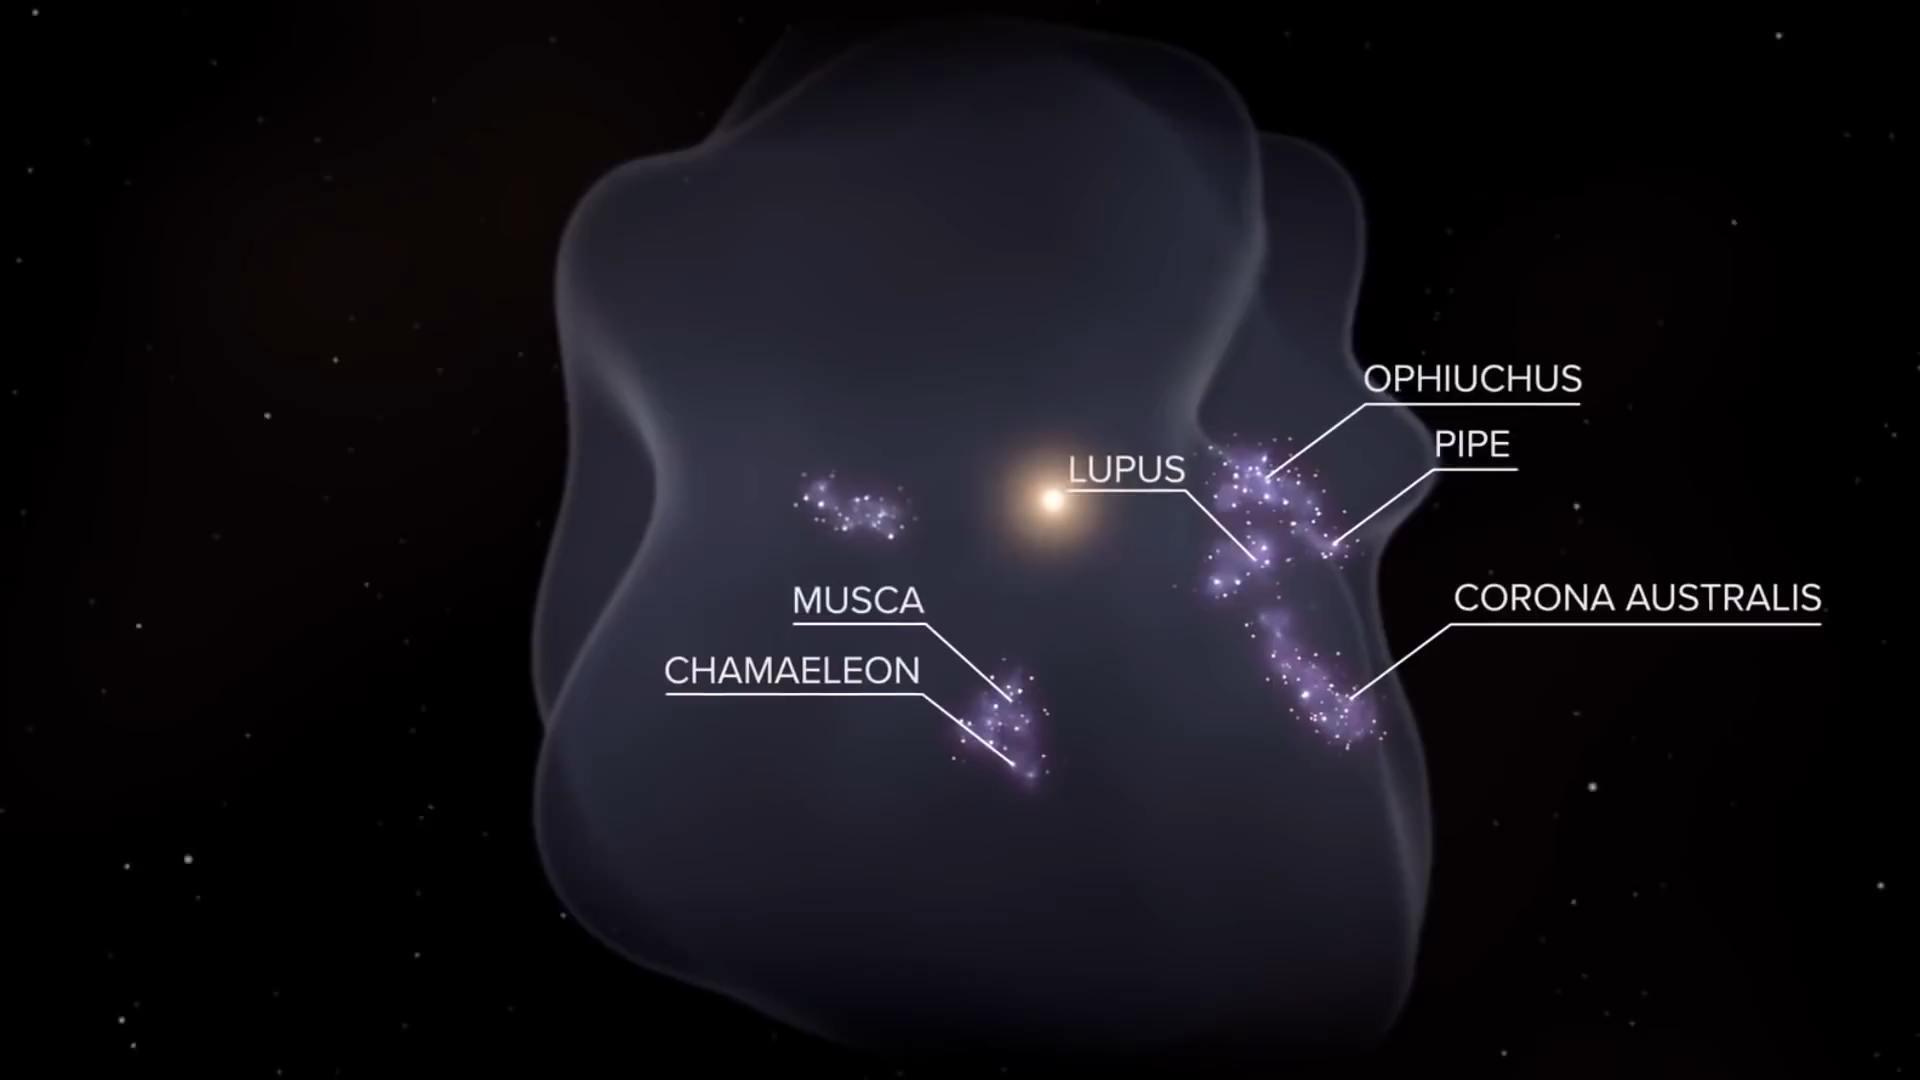 OPHIUCHUS
PIPE
LUPUS
MUSCA
CORONA AUSTRALIS
CHAMAELEON